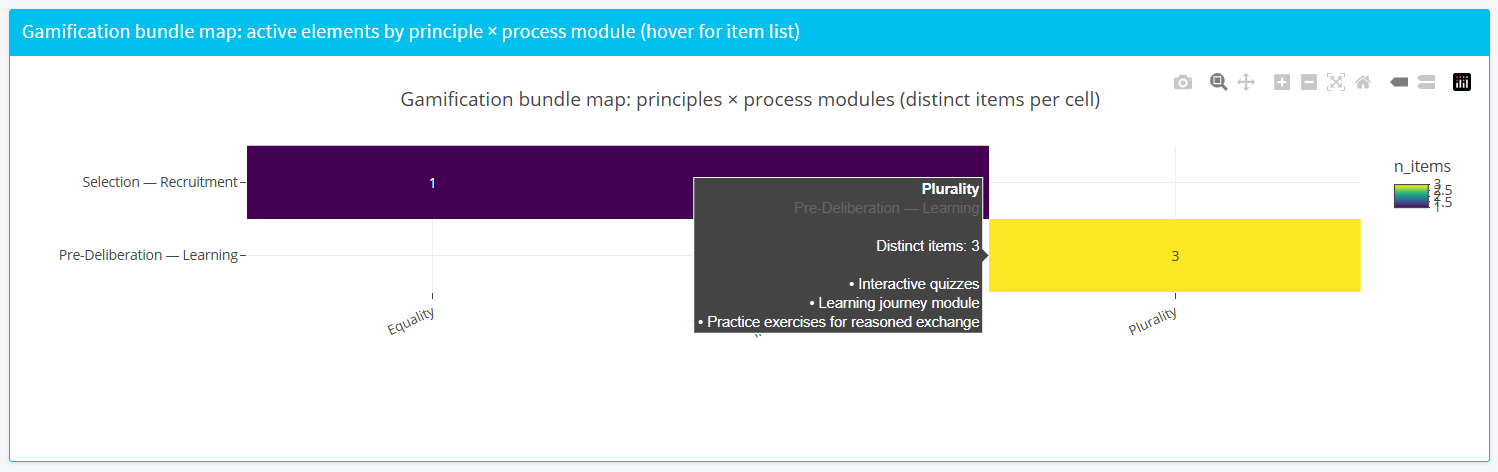 Gamification bundle map: active elements by principle × process module (hover for item list)
Gamification bundle map: principles × process modules (distinct items per cell)
n_items
3
2.5
2
1.5
1
Selection — Recruitment
1
Pre-Deliberation — Learning
3
Plurality
Pre-Deliberation — Learning
Distinct items: 3
• Interactive quizzes
• Learning journey module
• Practice exercises for reasoned exchange
Equality
Plurality